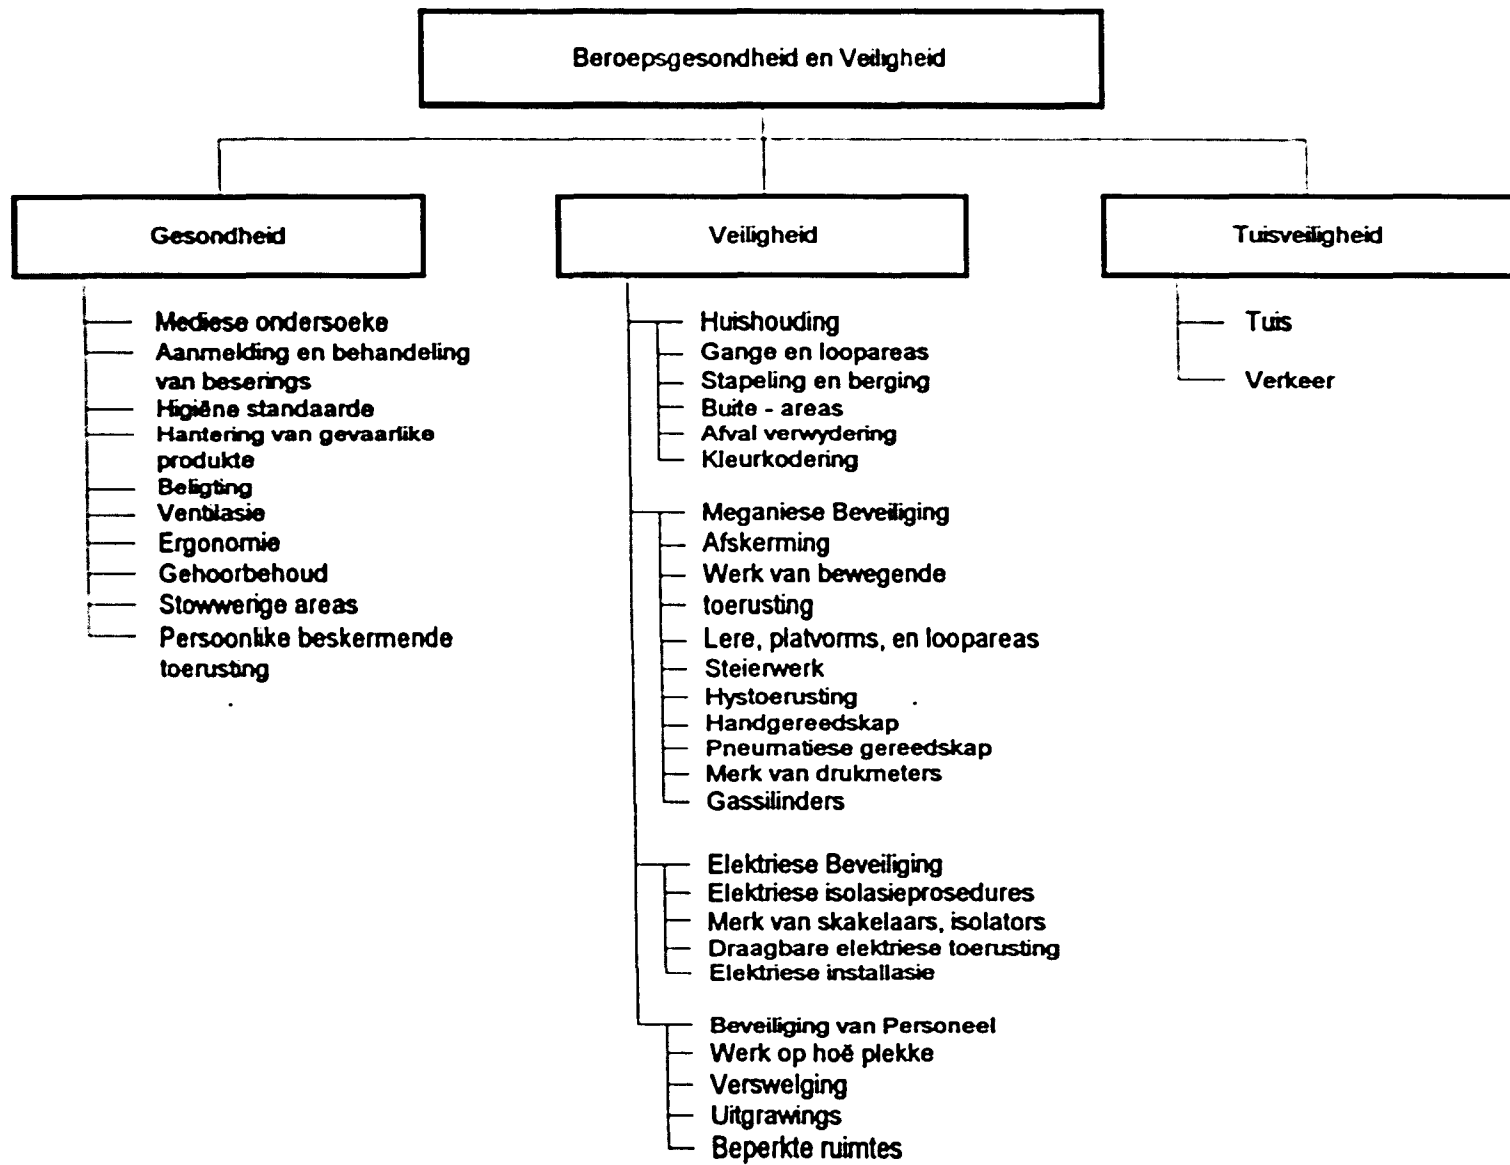 Beroepsgesondheid en Veiligheid
Gesondheid
Mediese ondersoeke
Aanmelding en behandeling
van beserings
Higiëne standaarde
Hantering van gevaarlike
produkte
Beligting
Ventilasie
Ergonomie
Gehoorbehoud
Stowwerige areas
Persoonlike beskermende
toerusting
Veiligheid
Huishouding
Gange en loopareas
Stapeling en berging
Buite - areas
Afval verwydering
Kleurkodering
Meganiese Beveiliging
Afskerming
Werk van bewegende
toerusting
Lere, platvorms, en loopareas
Steierwerk
Hystoerusting
Handgereedskap
Pneumatiese gereedskap
Merk van drukmeters
Gassilinders
Elektriese Beveiliging
Elektriese isolasieprosedures
Merk van skakelaars, isolators
Draagbare elektriese toerusting
Elektriese installasie
Beveiliging van Personeel
Werk op hoë plekke
Verswelging
Uitgrawings
Beperkte ruimtes
Tuisveiligheid
Tuis
Verkeer